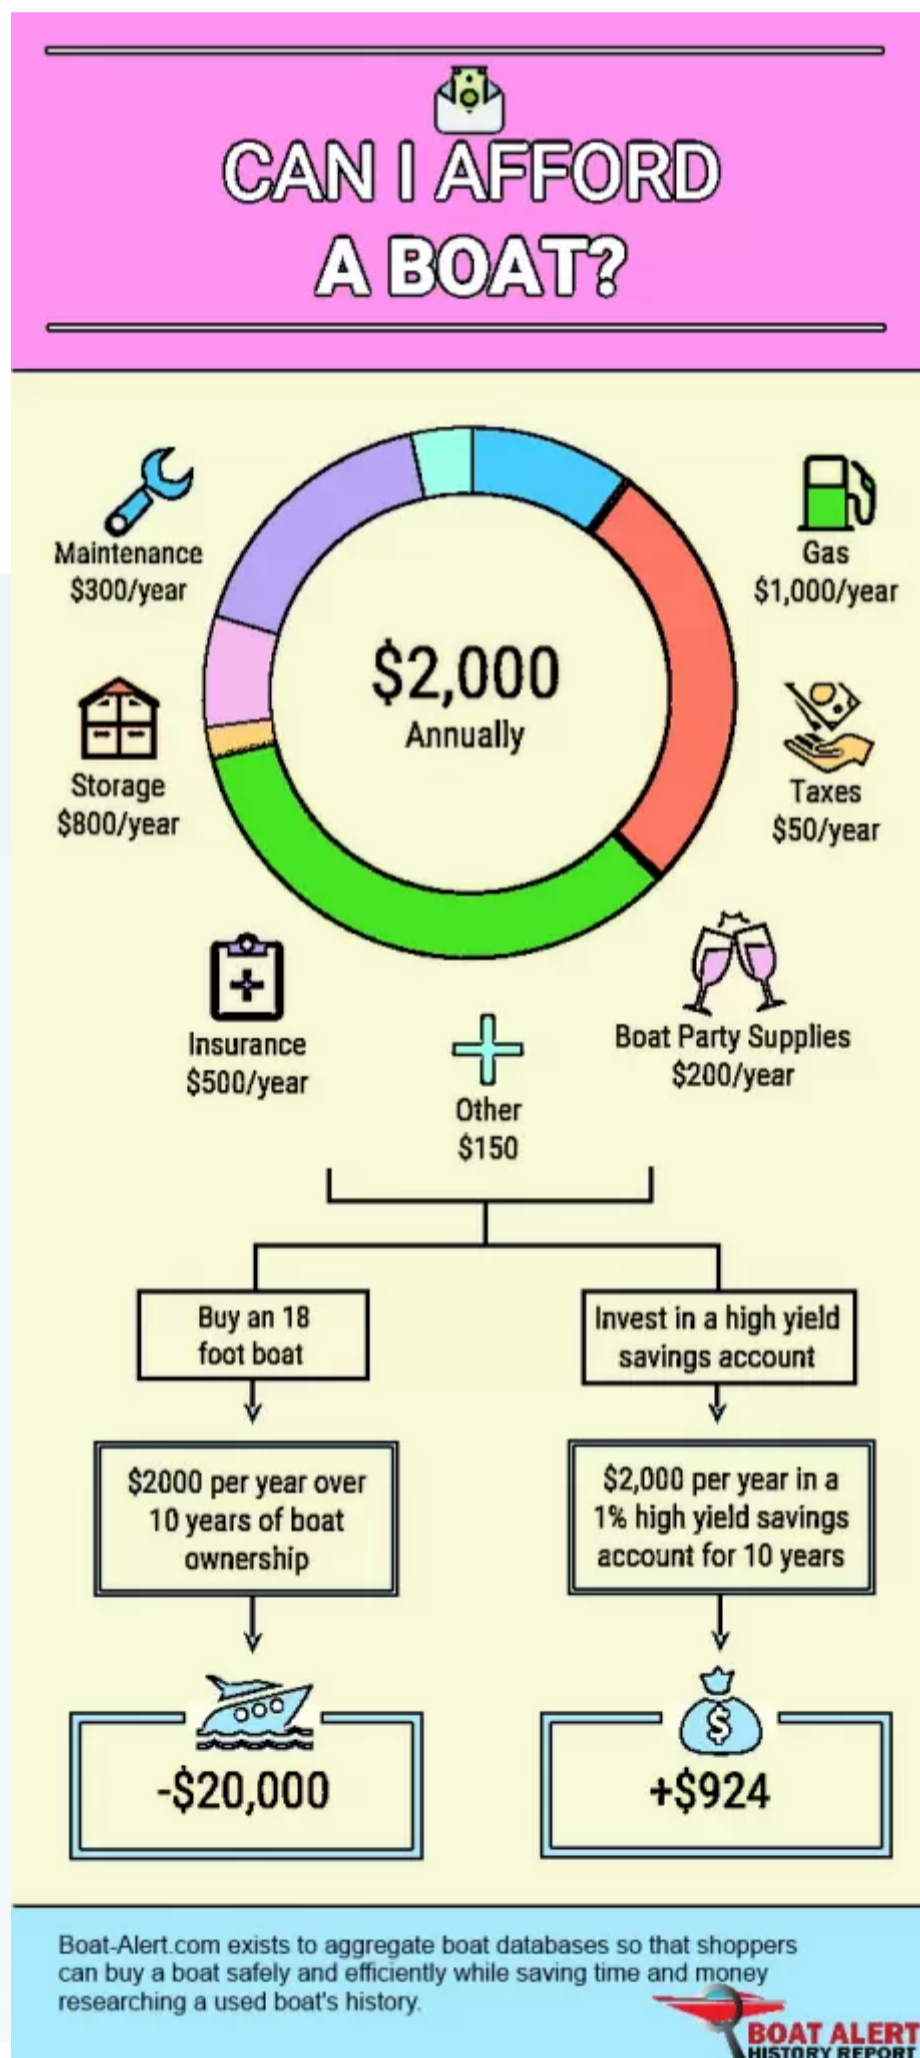 CAN I AFFORD
A BOAT?
Maintenance
$300/year
Gas
$1,000/year
$2,000
Annually
Storage
$800/year
Taxes
$50/year
Insurance
$500/year
Boat Party Supplies
$200/year
Other
$150
Buy an 18
foot boat
Invest in a high yield
savings account
$2000 per year over
10 years of boat
ownership
$2,000 per year in a
1% high yield savings
account for 10 years
-$20,000
$
+$924
Boat-Alert.com exists to aggregate boat databases so that shoppers
can buy a boat safely and efficiently while saving time and money
researching a used boat's history.
BOAT ALERT
HISTORY REPORT